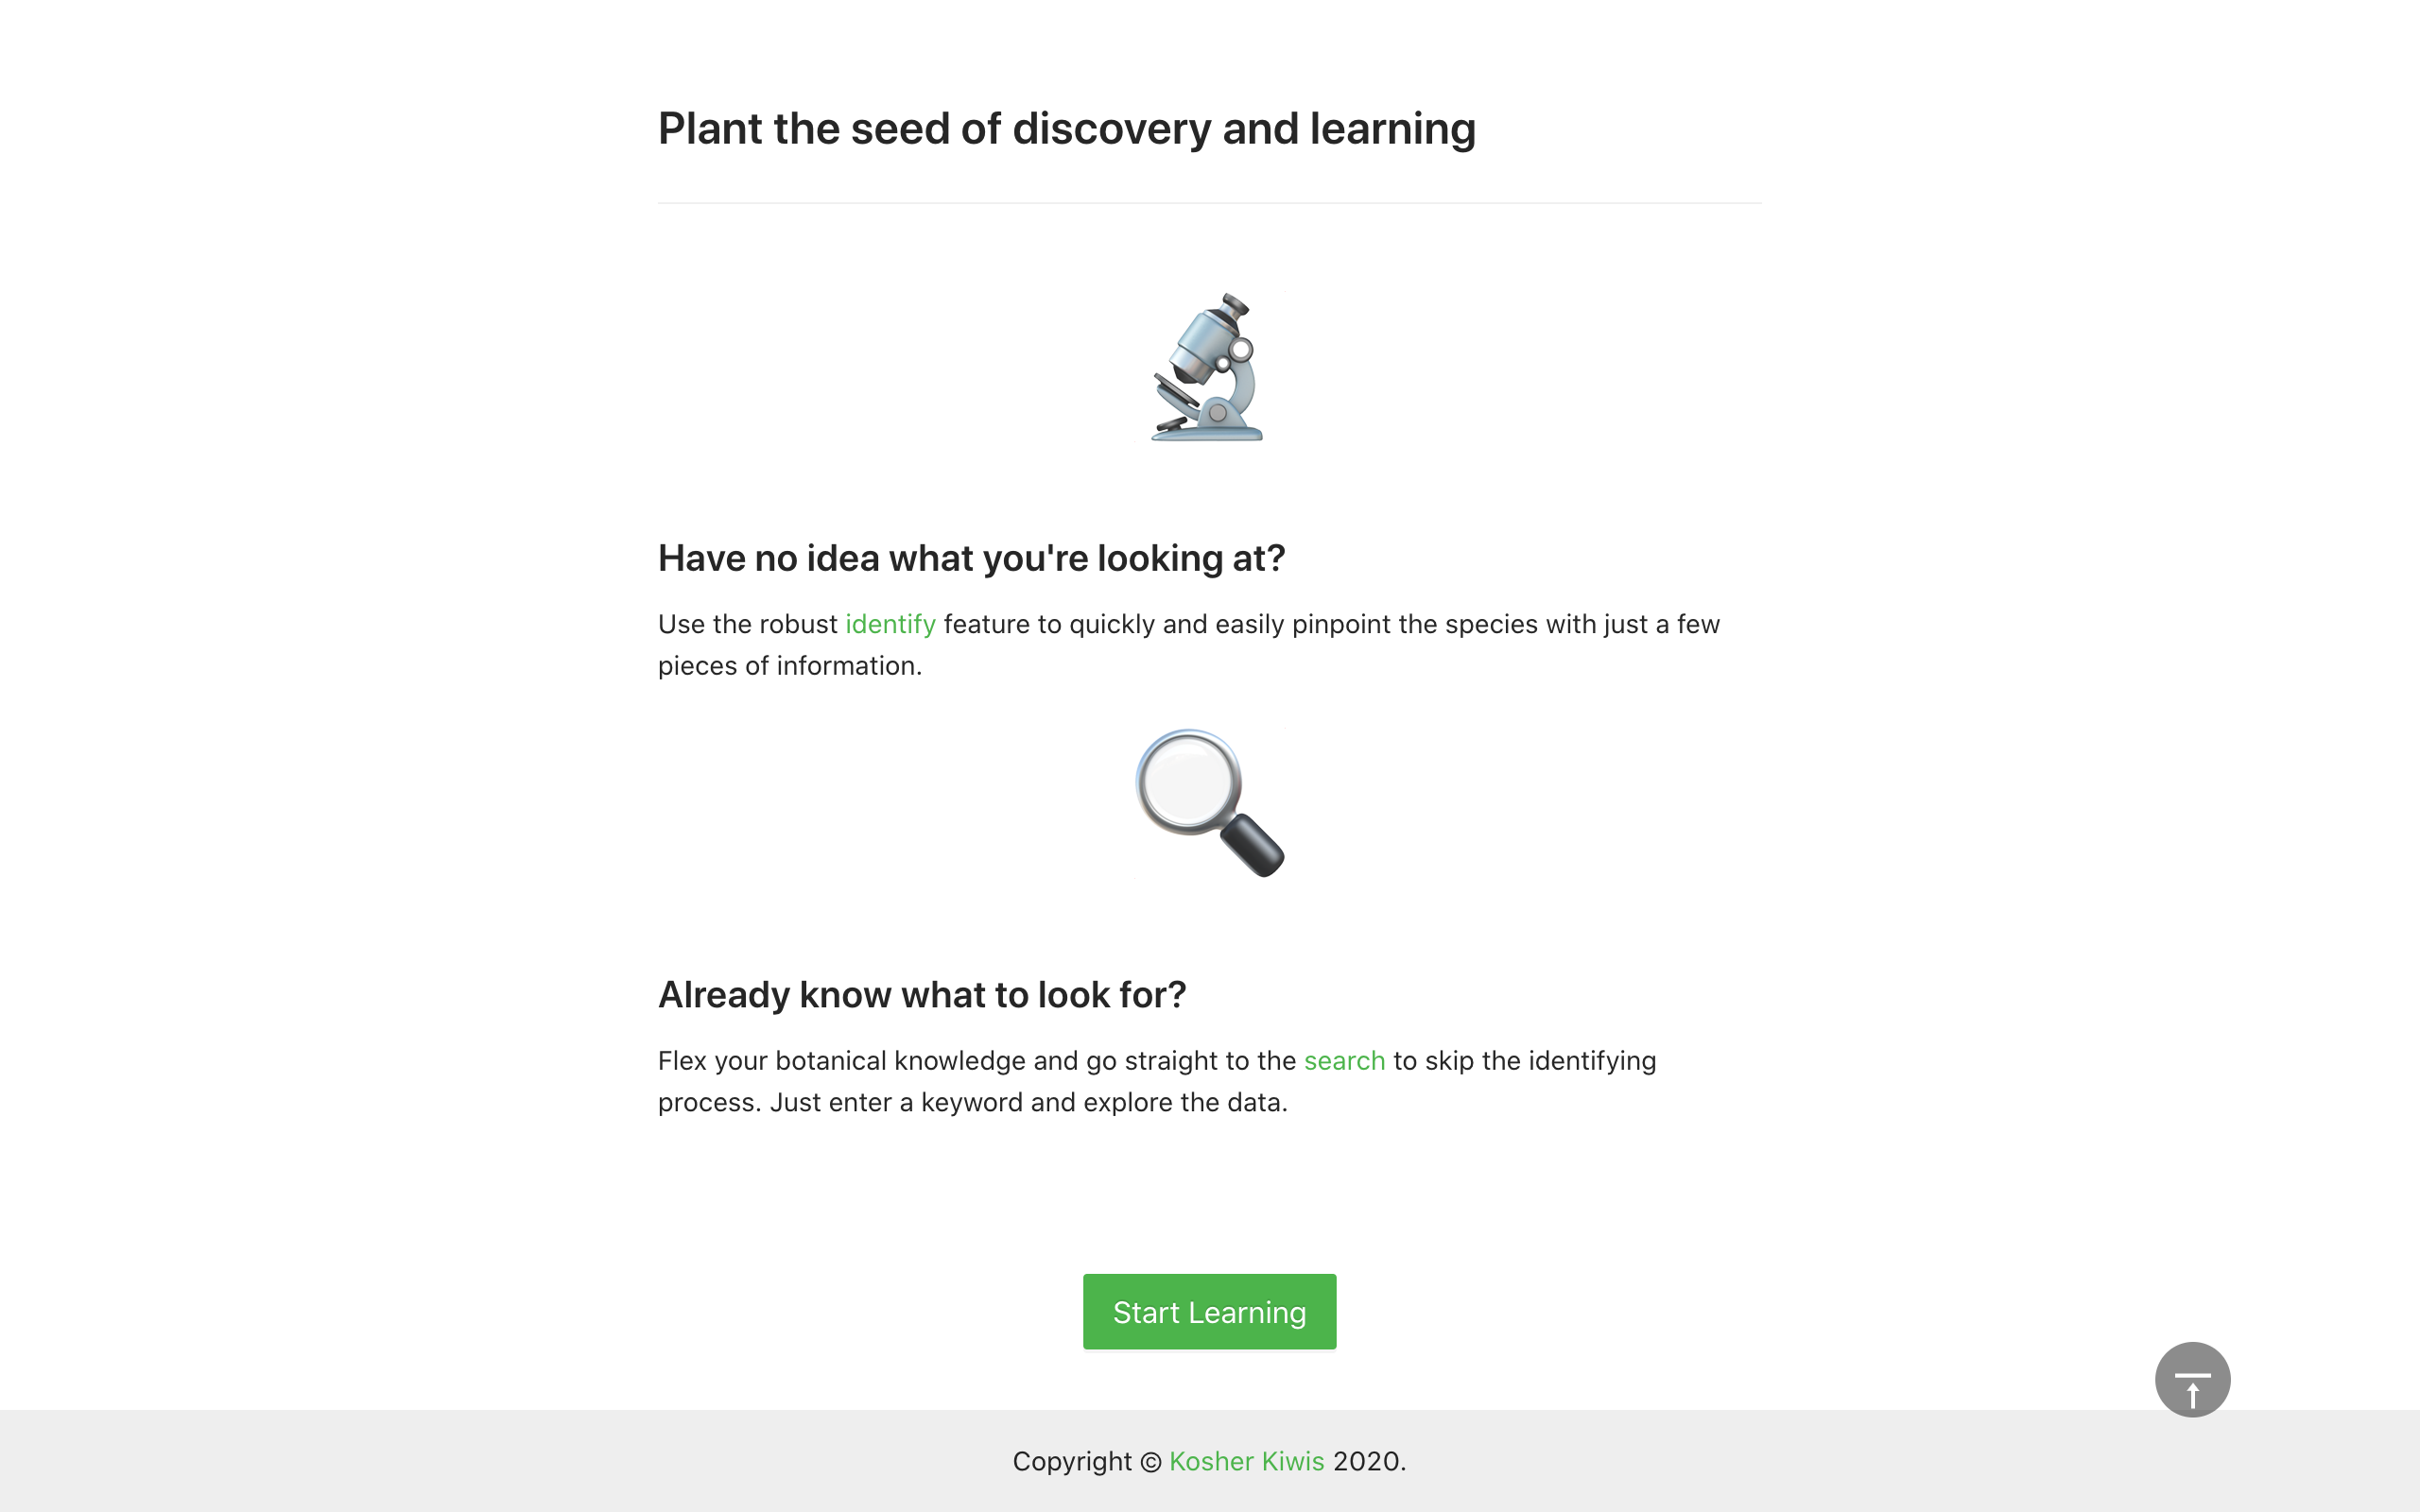 Plant the seed of discovery and learning
Have no idea what you're looking at?
Use the robust identify feature to quickly and easily pinpoint the species with just a few
pieces of information.
Already know what to look for?
Flex your botanical knowledge and go straight to the search to skip the identifying
process. Just enter a keyword and explore the data.
Start Learning
Copyright © Kosher Kiwis 2020.